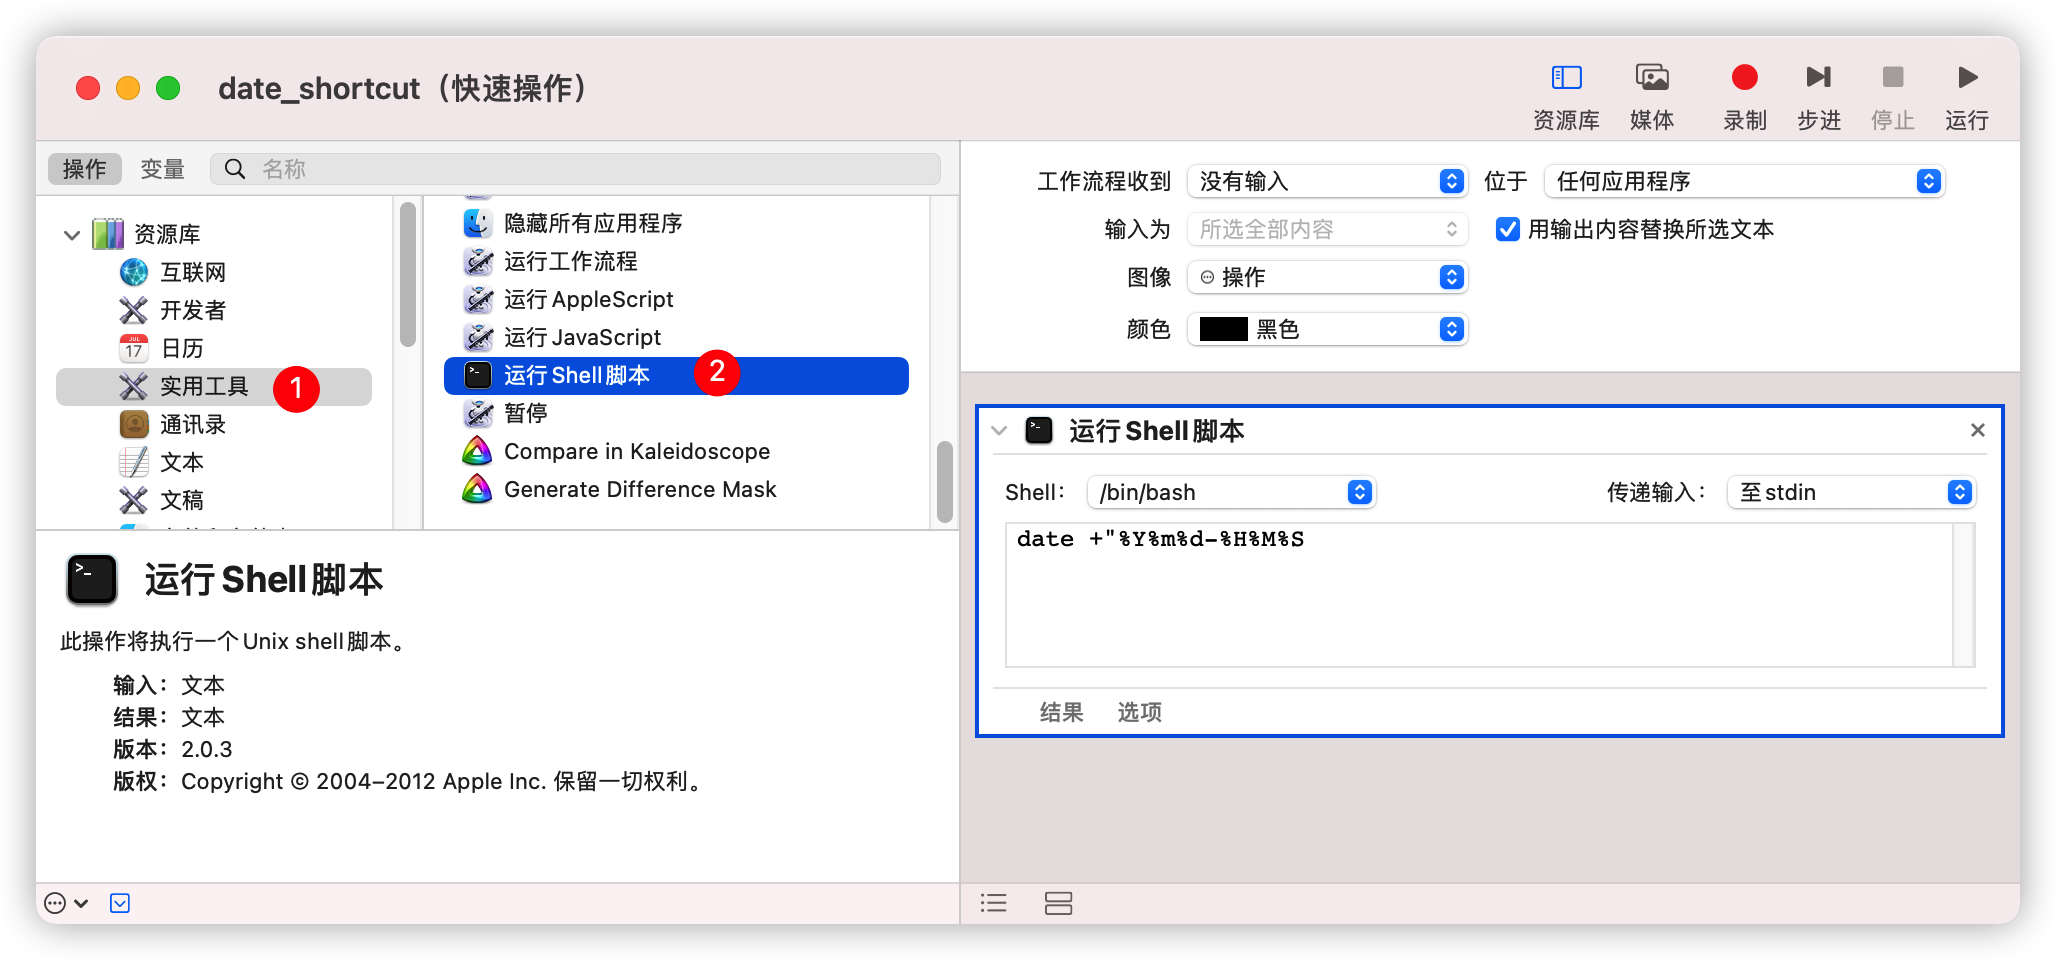 date_shortcut（快速操作）
资源库
媒体
录制
步进
停止
运行
操作
变量
名称
资源库
互联网
开发者
JUL
17
日历
实用工具
1
通讯录
文本
文稿
隐藏所有应用程序
运行工作流程
运行 AppleScript
运行 JavaScript
运行 Shell 脚本
2
暂停
Compare in Kaleidoscope
Generate Difference Mask
运行 Shell 脚本
此操作将执行一个 Unix shell 脚本。
输入： 文本
结果： 文本
版本： 2.0.3
版权： Copyright © 2004–2012 Apple Inc. 保留一切权利。
工作流程收到 没有输入 位于 任何应用程序
输入为 所选全部内容 用输出内容替换所选文本
图像 操作
颜色 黑色
运行 Shell 脚本
Shell： /bin/bash 传递输入： 至 stdin
date +"%Y%m%d-%H%M%S
结果 选项